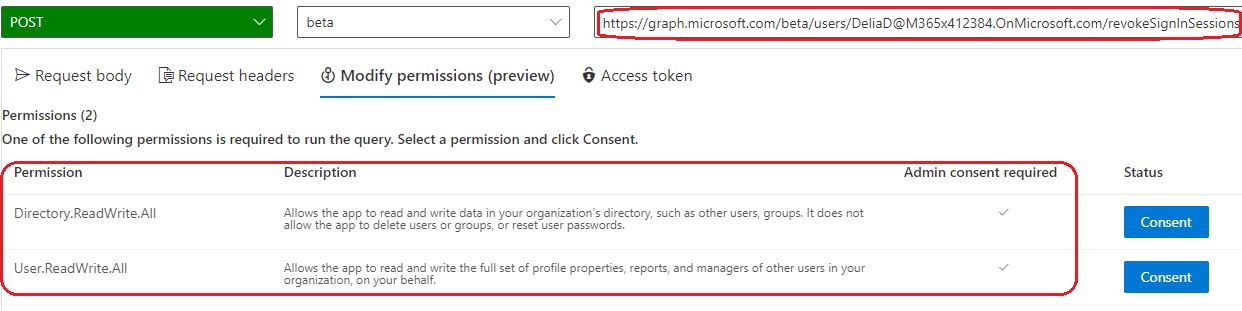 POST
beta
https://graph.microsoft.com/beta/users/DeliaD@M365x412384.OnMicrosoft.com/revokeSignInSessions
Request body
Request headers
Modify permissions (preview)
Access token
Permissions (2)
One of the following permissions is required to run the query. Select a permission and click Consent.
Permission Description Admin consent required Status
Directory.ReadWrite.All
Allows the app to read and write data in your organization's directory, such as other users, groups. It does not
allow the app to delete users or groups, or reset user passwords.
Consent
User.ReadWrite.All
Allows the app to read and write the full set of profile properties, reports, and managers of other users in your
organization, on your behalf.
Consent